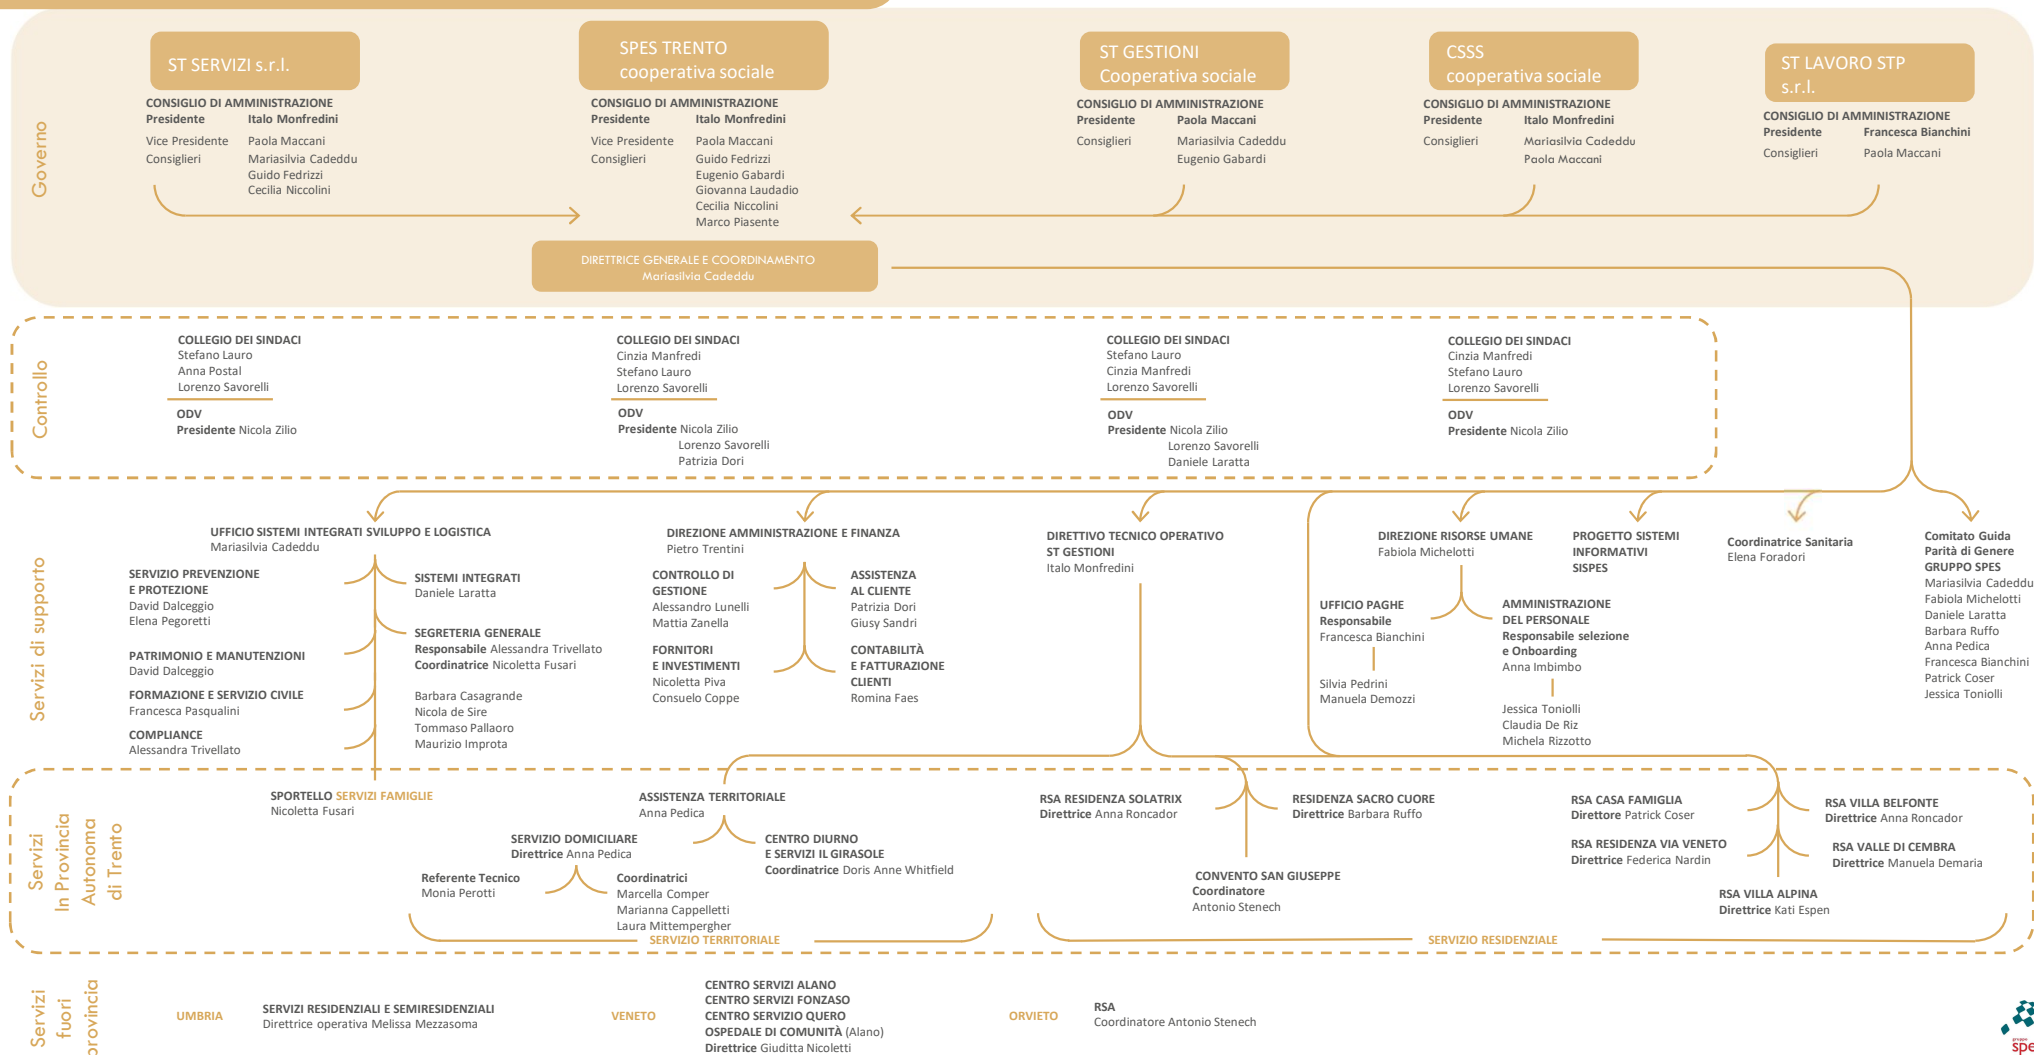 ST SERVIZI s.r.l.
CONSIGLIO DI AMMINISTRAZIONE
Presidente Italo Monfredini
Vice Presidente Paola Maccani
Consiglieri Mariasilvia Cadeddu
Guido Fedrizzi
Cecilia Niccolini
SPES TRENTO
cooperativa sociale
CONSIGLIO DI AMMINISTRAZIONE
Presidente Italo Monfredini
Vice Presidente Paola Maccani
Consiglieri Guido Fedrizzi
Eugenio Gabardi
Giovanna Laudadio
Cecilia Niccolini
Marco Piasente
ST GESTIONI
Cooperativa sociale
CONSIGLIO DI AMMINISTRAZIONE
Presidente Paola Maccani
Consiglieri Mariasilvia Cadeddu
Eugenio Gabardi
CSSS
cooperativa sociale
CONSIGLIO DI AMMINISTRAZIONE
Presidente Italo Monfredini
Consiglieri Mariasilvia Cadeddu
Paola Maccani
ST LAVORO STP
s.r.l.
CONSIGLIO DI AMMINISTRAZIONE
Presidente Francesca Bianchini
Consiglieri Paola Maccani
Governo
DIRETTRICE GENERALE E COORDINAMENTO
Mariasilvia Cadeddu
Controllo
COLLEGIO DEI SINDACI
Stefano Lauro
Anna Postal
Lorenzo Savorelli
ODV
Presidente Nicola Zilio
COLLEGIO DEI SINDACI
Cinzia Manfredi
Stefano Lauro
Lorenzo Savorelli
ODV
Presidente Nicola Zilio
Lorenzo Savorelli
Patrizia Dori
COLLEGIO DEI SINDACI
Stefano Lauro
Cinzia Manfredi
Lorenzo Savorelli
ODV
Presidente Nicola Zilio
Lorenzo Savorelli
Daniele Laratta
COLLEGIO DEI SINDACI
Cinzia Manfredi
Stefano Lauro
Lorenzo Savorelli
ODV
Presidente Nicola Zilio
Servizi di supporto
UFFICIO SISTEMI INTEGRATI SVILUPPO E LOGISTICA
Mariasilvia Cadeddu
SERVIZIO PREVENZIONE
E PROTEZIONE
David Dalceggio
Elena Pegoretti
PATRIMONIO E MANUTENZIONI
David Dalceggio
FORMAZIONE E SERVIZIO CIVILE
Francesca Pasqualini
COMPLIANCE
Alessandra Trivellato
SISTEMI INTEGRATI
Daniele Laratta
SEGRETERIA GENERALE
Responsabile Alessandra Trivellato
Coordinatrice Nicoletta Fusari
Barbara Casagrande
Nicola de Sire
Tommaso Pallaoro
Maurizio Improta
DIREZIONE AMMINISTRAZIONE E FINANZA
Pietro Trentini
CONTROLLO DI
GESTIONE
Alessandro Lunelli
Mattia Zanella
FORNITORI
E INVESTIMENTI
Nicoletta Piva
Consuelo Coppe
ASSISTENZA
AL CLIENTE
Patrizia Dori
Giusy Sandri
CONTABILITÀ
E FATTURAZIONE
CLIENTI
Romina Faes
DIRETTIVO TECNICO OPERATIVO
ST GESTIONI
Italo Monfredini
DIREZIONE RISORSE UMANE
Fabiola Michelotti
UFFICIO PAGHE
Responsabile
Francesca Bianchini
Silvia Pedrini
Manuela Demozzi
AMMINISTRAZIONE
DEL PERSONALE
Responsabile selezione
e Onboarding
Anna Imbimbo
Jessica Toniolli
Claudia De Riz
Michela Rizzotto
PROGETTO SISTEMI
INFORMATIVI
SISPES
Coordinatrice Sanitaria
Elena Foradori
Comitato Guida
Parità di Genere
GRUPPO SPES
Mariasilvia Cadeddu
Fabiola Michelotti
Daniele Laratta
Barbara Ruffo
Anna Pedica
Francesca Bianchini
Patrick Coser
Jessica Toniolli
Servizi
In Provincia
Autonoma
di Trento
SPORTELLO SERVIZI FAMIGLIE
Nicoletta Fusari
ASSISTENZA TERRITORIALE
Anna Pedica
SERVIZIO DOMICILIARE
Direttrice Anna Pedica
CENTRO DIURNO
E SERVIZI IL GIRASOLE
Coordinatrice Doris Anne Whitfield
Referente Tecnico
Monia Perotti
Coordinatrici
Marcella Comper
Marianna Cappelletti
Laura Mittempergher
SERVIZIO TERRITORIALE
RSA RESIDENZA SOLATRIX
Direttrice Anna Roncador
RESIDENZA SACRO CUORE
Direttrice Barbara Ruffo
CONVENTO SAN GIUSEPPE
Coordinatore
Antonio Stenech
RSA CASA FAMIGLIA
Direttore Patrick Coser
RSA VILLA BELFONTE
Direttrice Anna Roncador
RSA RESIDENZA VIA VENETO
Direttrice Federica Nardin
RSA VALLE DI CEMBRA
Direttrice Manuela Demaria
RSA VILLA ALPINA
Direttrice Kati Espen
SERVIZIO RESIDENZIALE
Servizi
fuori
provincia
UMBRIA
SERVIZI RESIDENZIALI E SEMIRESIDENZIALI
Direttrice operativa Melissa Mezzasoma
VENETO
CENTRO SERVIZI ALANO
CENTRO SERVIZI FONZASO
CENTRO SERVIZIO QUERO
OSPEDALE DI COMUNITÀ (Alano)
Direttrice Giuditta Nicoletti
ORVIETO
RSA
Coordinatore Antonio Stenech
gruppo
spe